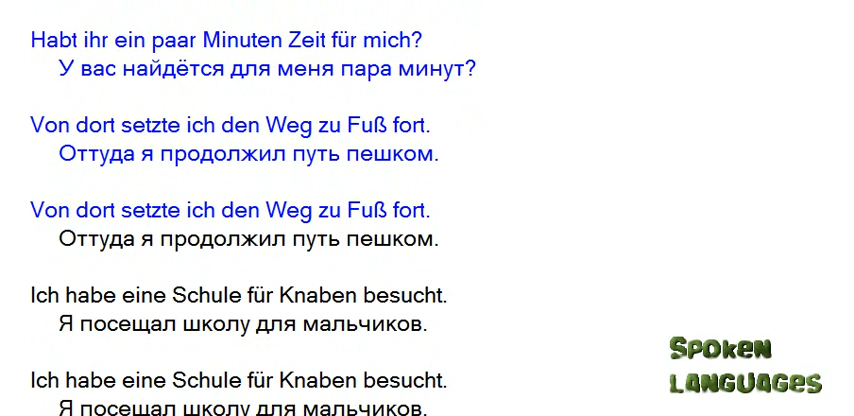 Habt ihr ein paar Minuten Zeit für mich?
У вас найдётся для меня пара минут?
Von dort setzte ich den Weg zu Fuß fort.
Оттуда я продолжил путь пешком.
Von dort setzte ich den Weg zu Fuß fort.
Оттуда я продолжил путь пешком.
Ich habe eine Schule für Knaben besucht.
Я посещал школу для мальчиков.
Ich habe eine Schule für Knaben besucht.
Я посещал школу для мальчиков.
Spoken
Languages